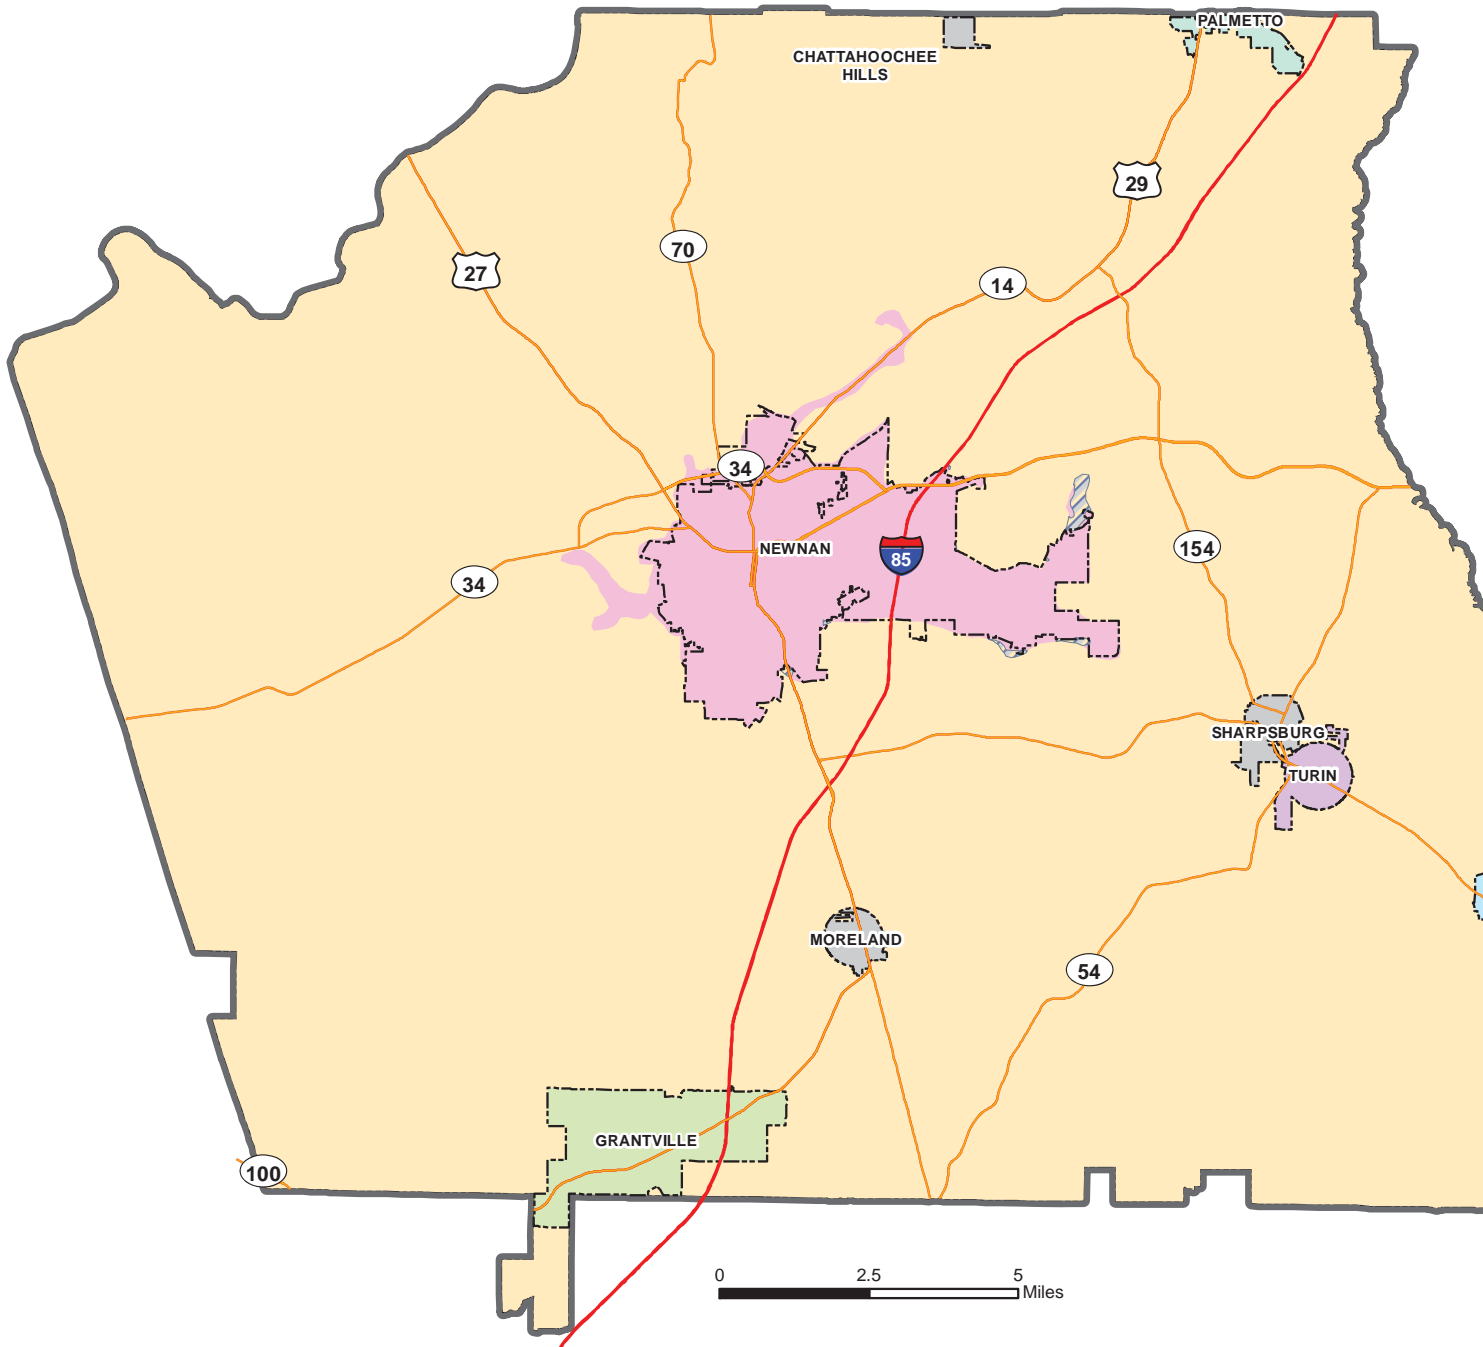 PALMETTO
CHATTAHOOCHEE
HILLS
29
70
27
14
34
NEWNAN
85
154
34
SHARPSBURG
TURIN
MORELAND
54
GRANTVILLE
100
0 2.5 5
Miles